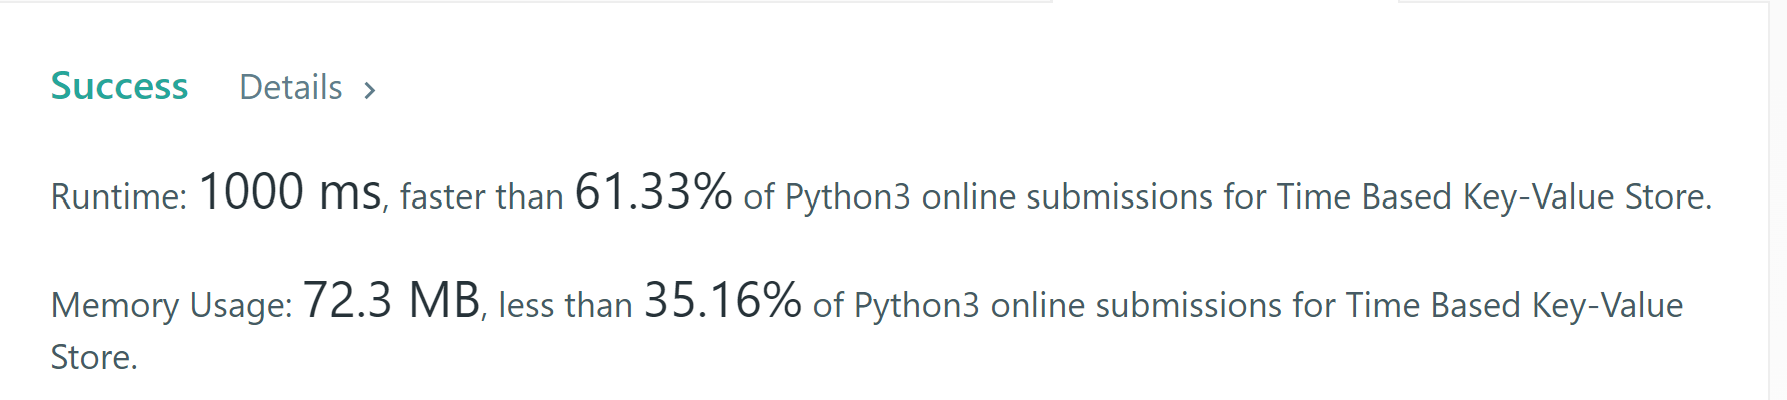 Success Details >
Runtime: 1000 ms, faster than 61.33% of Python3 online submissions for Time Based Key-Value Store.
Memory Usage: 72.3 MB, less than 35.16% of Python3 online submissions for Time Based Key-Value
Store.